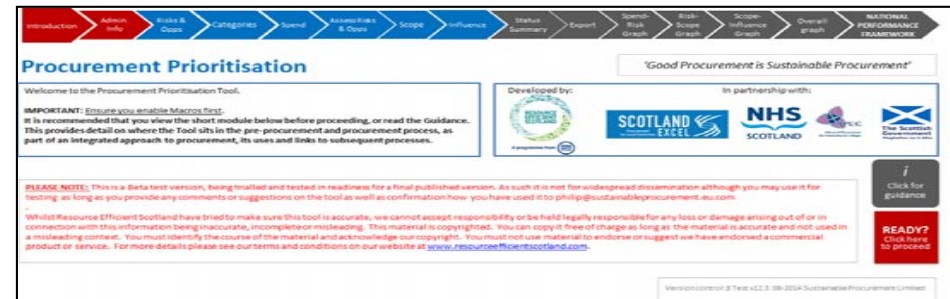 Introduction
Admin Info
Risks & Opps
Categories
Spend
Assess Risks & Opps
Scope
Influence
Status Summary
Export
Spend-Risk Graph
Risk-Scope Graph
Scope-Influence Graph
Overall graph
NATIONAL PERFORMANCE FRAMEWORK
Procurement Prioritisation
'Good Procurement is Sustainable Procurement'
Welcome to the Procurement Prioritisation Tool.
IMPORTANT: Ensure you enable Macros first.
It is recommended that you view the short module below before proceeding, or read the Guidance.
This provides detail on where the Tool sits in the pre-procurement and procurement process, as
part of an integrated approach to procurement, its uses and links to subsequent processes.
Developed by:
In partnership with:
SCOTLAND EXCEL
NHS
SCOTLAND
The Scottish
Government
i
Click for
guidance
PLEASE NOTE: This is a Beta test version, being trialled and tested in readiness for a final published version. As such it is not for widespread dissemination although you may use it for
testing as long as you provide any comments or suggestions on the tool as well as confirmation how you have used it to philip@sustainableprocurement.eu.com
.
Whilst Resource Efficient Scotland have tried to make sure this tool is accurate, we cannot accept responsibility or be held legally responsible for any loss or damage arising out of or in
connection with this information being inaccurate, incomplete or misleading. This material is copyrighted. You can copy it free of charge as long as the material is accurate and not used in
a misleading context. You must identify the course of the material and acknowledge our copyright. You must not use material to endorse or suggest we have endorsed a commercial
product or service. For more details please see our terms and conditions on our website at www.resourceefficientscotland.com.
READY?
Click here
to proceed
Version control: β Test v12.3: 08-2014 Sustainable Procurement Limited